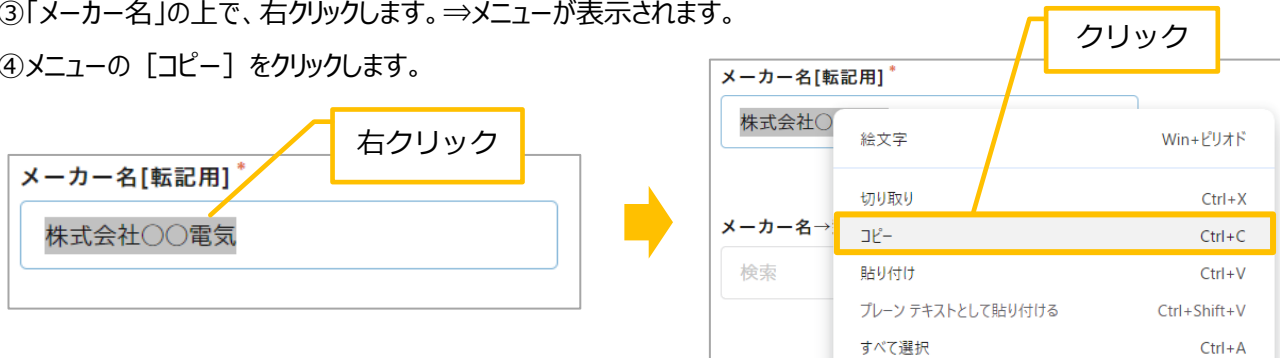 ③「メーカー名」の上で、右クリックします。⇒メニューが表示されます。
④メニューの［コピー］をクリックします。
クリック
右クリック
メーカー名[転記用]*
株式会社○○電気
メーカー名[転記用]*
株式会社○
絵文字 Win+ピリオド
切り取り Ctrl+X
メーカー名→
コピー Ctrl+C
検索
貼り付け Ctrl+V
プレーン テキストとして貼り付ける Ctrl+Shift+V
すべて選択 Ctrl+A